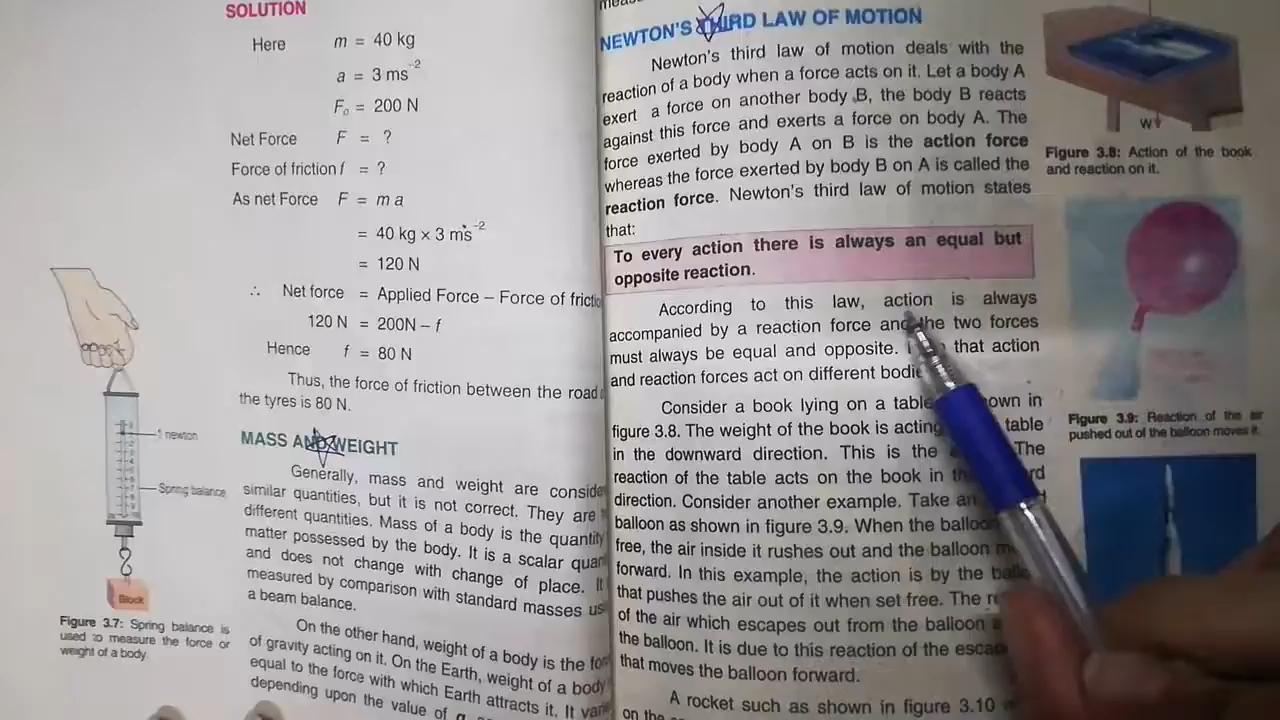 SOLUTION
Here m = 40 kg
a = 3 ms⁻²
Fₒ = 200 N
Net Force F = ?
Force of friction f = ?
As net Force F = m a
= 40 kg × 3 ms⁻²
= 120 N
∴ Net force = Applied Force – Force of
120 N = 200N – f
Hence f = 80 N
Thus, the force of friction between the road
the tyres is 80 N.
1 newton
Spring balance
Block
Figure 3.7: Spring balance is
used to measure the force or
weight of a body.
MASS AND WEIGHT
Generally, mass and weight are
similar quantities, but it is not correct. They are
different quantities. Mass of a body is the quantity
matter possessed by the body. It is a scalar
and does not change with change of place. It
measured by comparison with standard masses
a beam balance.
On the other hand, weight of a body is the
of gravity acting on it. On the Earth, weight of a body
equal to the force with which Earth attracts it. It
depending upon the value of g
NEWTON'S THIRD LAW OF MOTION
Newton's third law of motion deals with the
reaction of a body when a force acts on it. Let a body A
exert a force on another body B, the body B reacts
against this force and exerts a force on body A. The
force exerted by body A on B is the action force
whereas the force exerted by body B on A is called the
reaction force. Newton's third law of motion states
that:
To every action there is always an equal but
opposite reaction.
According to this law, action is always
accompanied by a reaction force and the two forces
must always be equal and opposite. that action
and reaction forces act on different
Consider a book lying on a table in
figure 3.8. The weight of the book is acting table
in the downward direction. This is the The
reaction of the table acts on the book in
direction. Consider another example. Take an
balloon as shown in figure 3.9. When the
free, the air inside it rushes out and the balloon
forward. In this example, the action is by the
that pushes the air out of it when set free. The
of the air which escapes out from the balloon
the balloon. It is due to this reaction of the
that moves the balloon forward.
A rocket such as shown in figure 3.10
on the
W
Figure 3.8: Action of the book
and reaction on it.
Figure 3.9: Reaction of the air
pushed out of the balloon moves it.